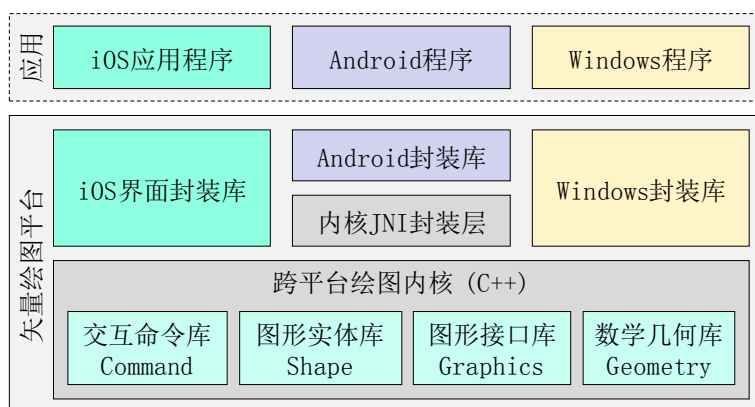 应用
iOS应用程序
Android程序
Windows程序
矢量绘图平台
iOS界面封装库
Android封装库
内核JNI封装层
Windows封装库
跨平台绘图内核 (C++)
交互命令库
Command
图形实体库
Shape
图形接口库
Graphics
数学几何库
Geometry